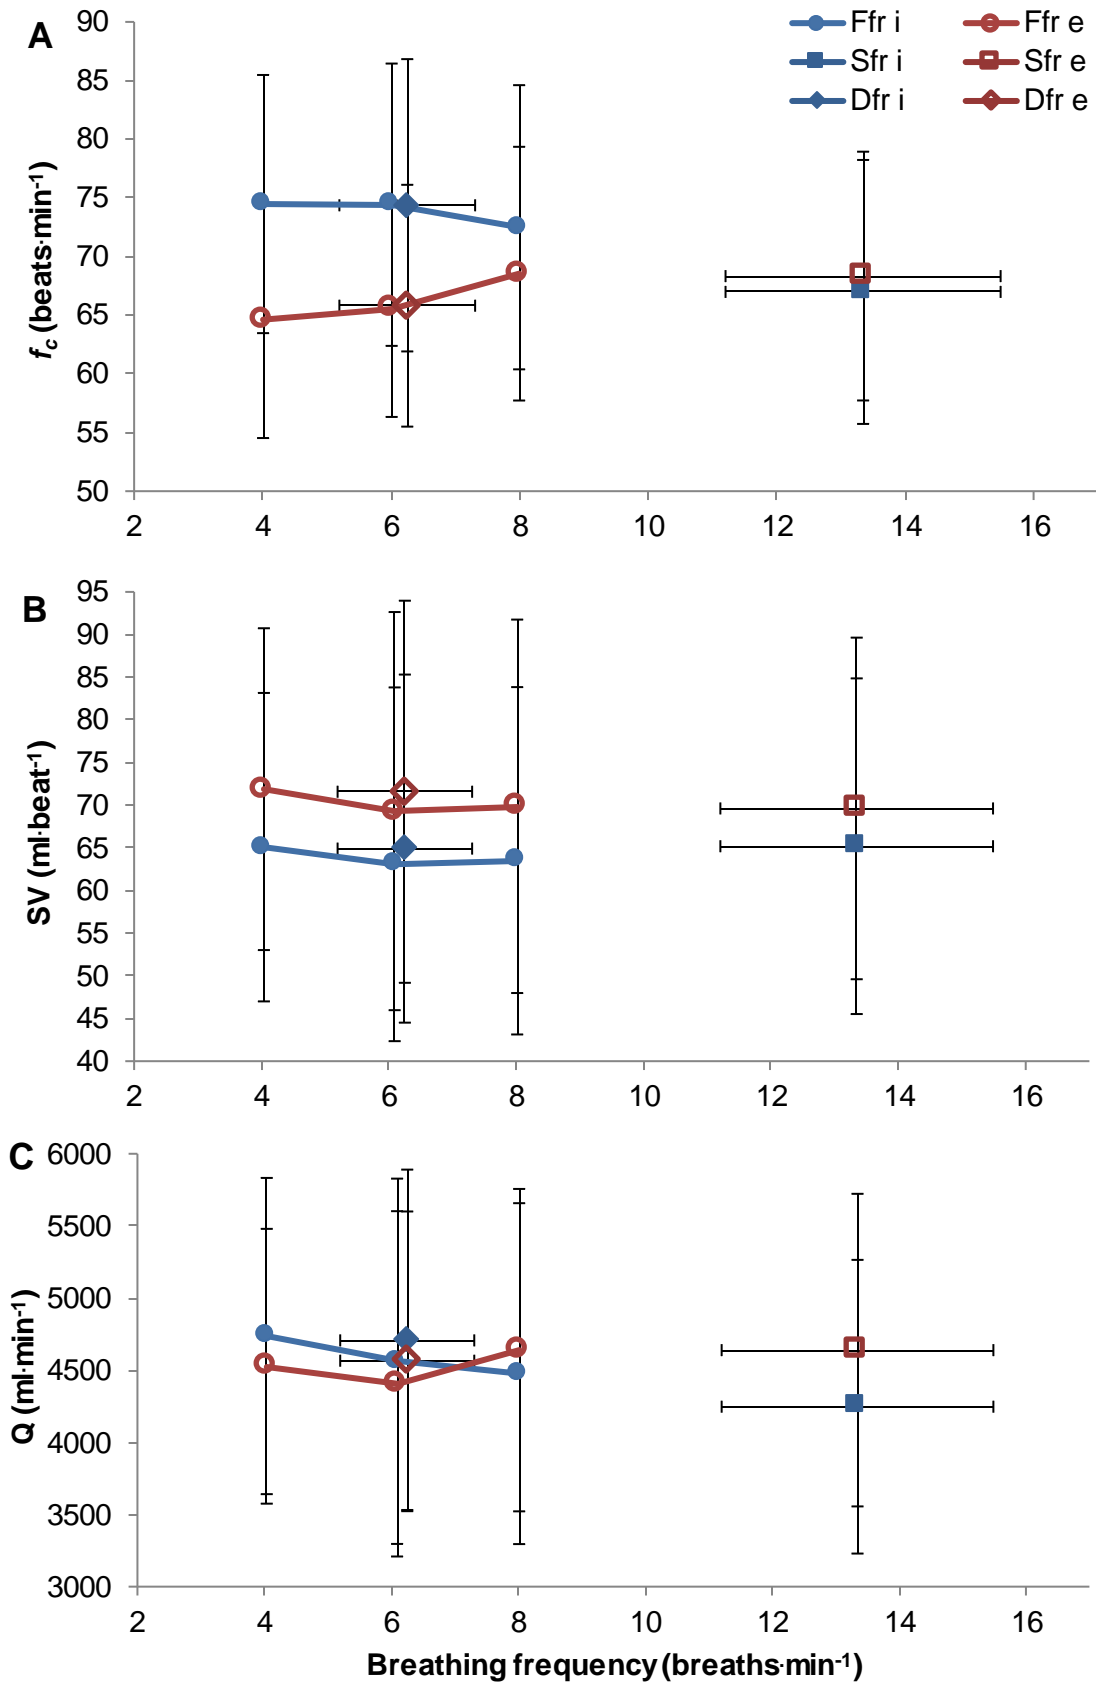 A
Ffr i
Ffr e
Sfr i
Sfr e
Dfr i
Dfr e
90
85
80
75
70
65
60
55
50
f_c (beats·min⁻¹)
2 4 6 8 10 12 14 16
B
95
90
85
80
75
70
65
60
55
50
45
40
SV (ml·beat⁻¹)
2 4 6 8 10 12 14 16
C
6000
5500
5000
4500
4000
3500
3000
Q (ml·min⁻¹)
2 4 6 8 10 12 14 16
Breathing frequency (breaths·min⁻¹)